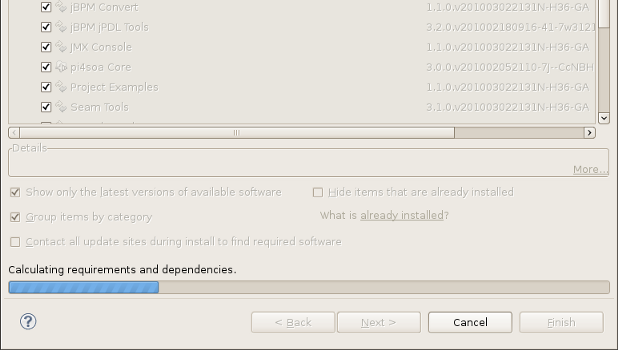 jBPM Convert 1.1.0.v201003022131N-H36-GA
jBPM jPDL Tools 3.2.0.v201002180916-41-7w3121
JMX Console 1.1.0.v201003022131N-H36-GA
pi4soa Core 3.0.0.v201002052110-7j--CcNBH
Project Examples 1.1.0.v201003022131N-H36-GA
Seam Tools 3.1.0.v201003022131N-H36-GA
Details
More...
Show only the latest versions of available software Hide items that are already installed
Group items by category What is already installed?
Contact all update sites during install to find required software
Calculating requirements and dependencies.
? < Back Next > Cancel Finish